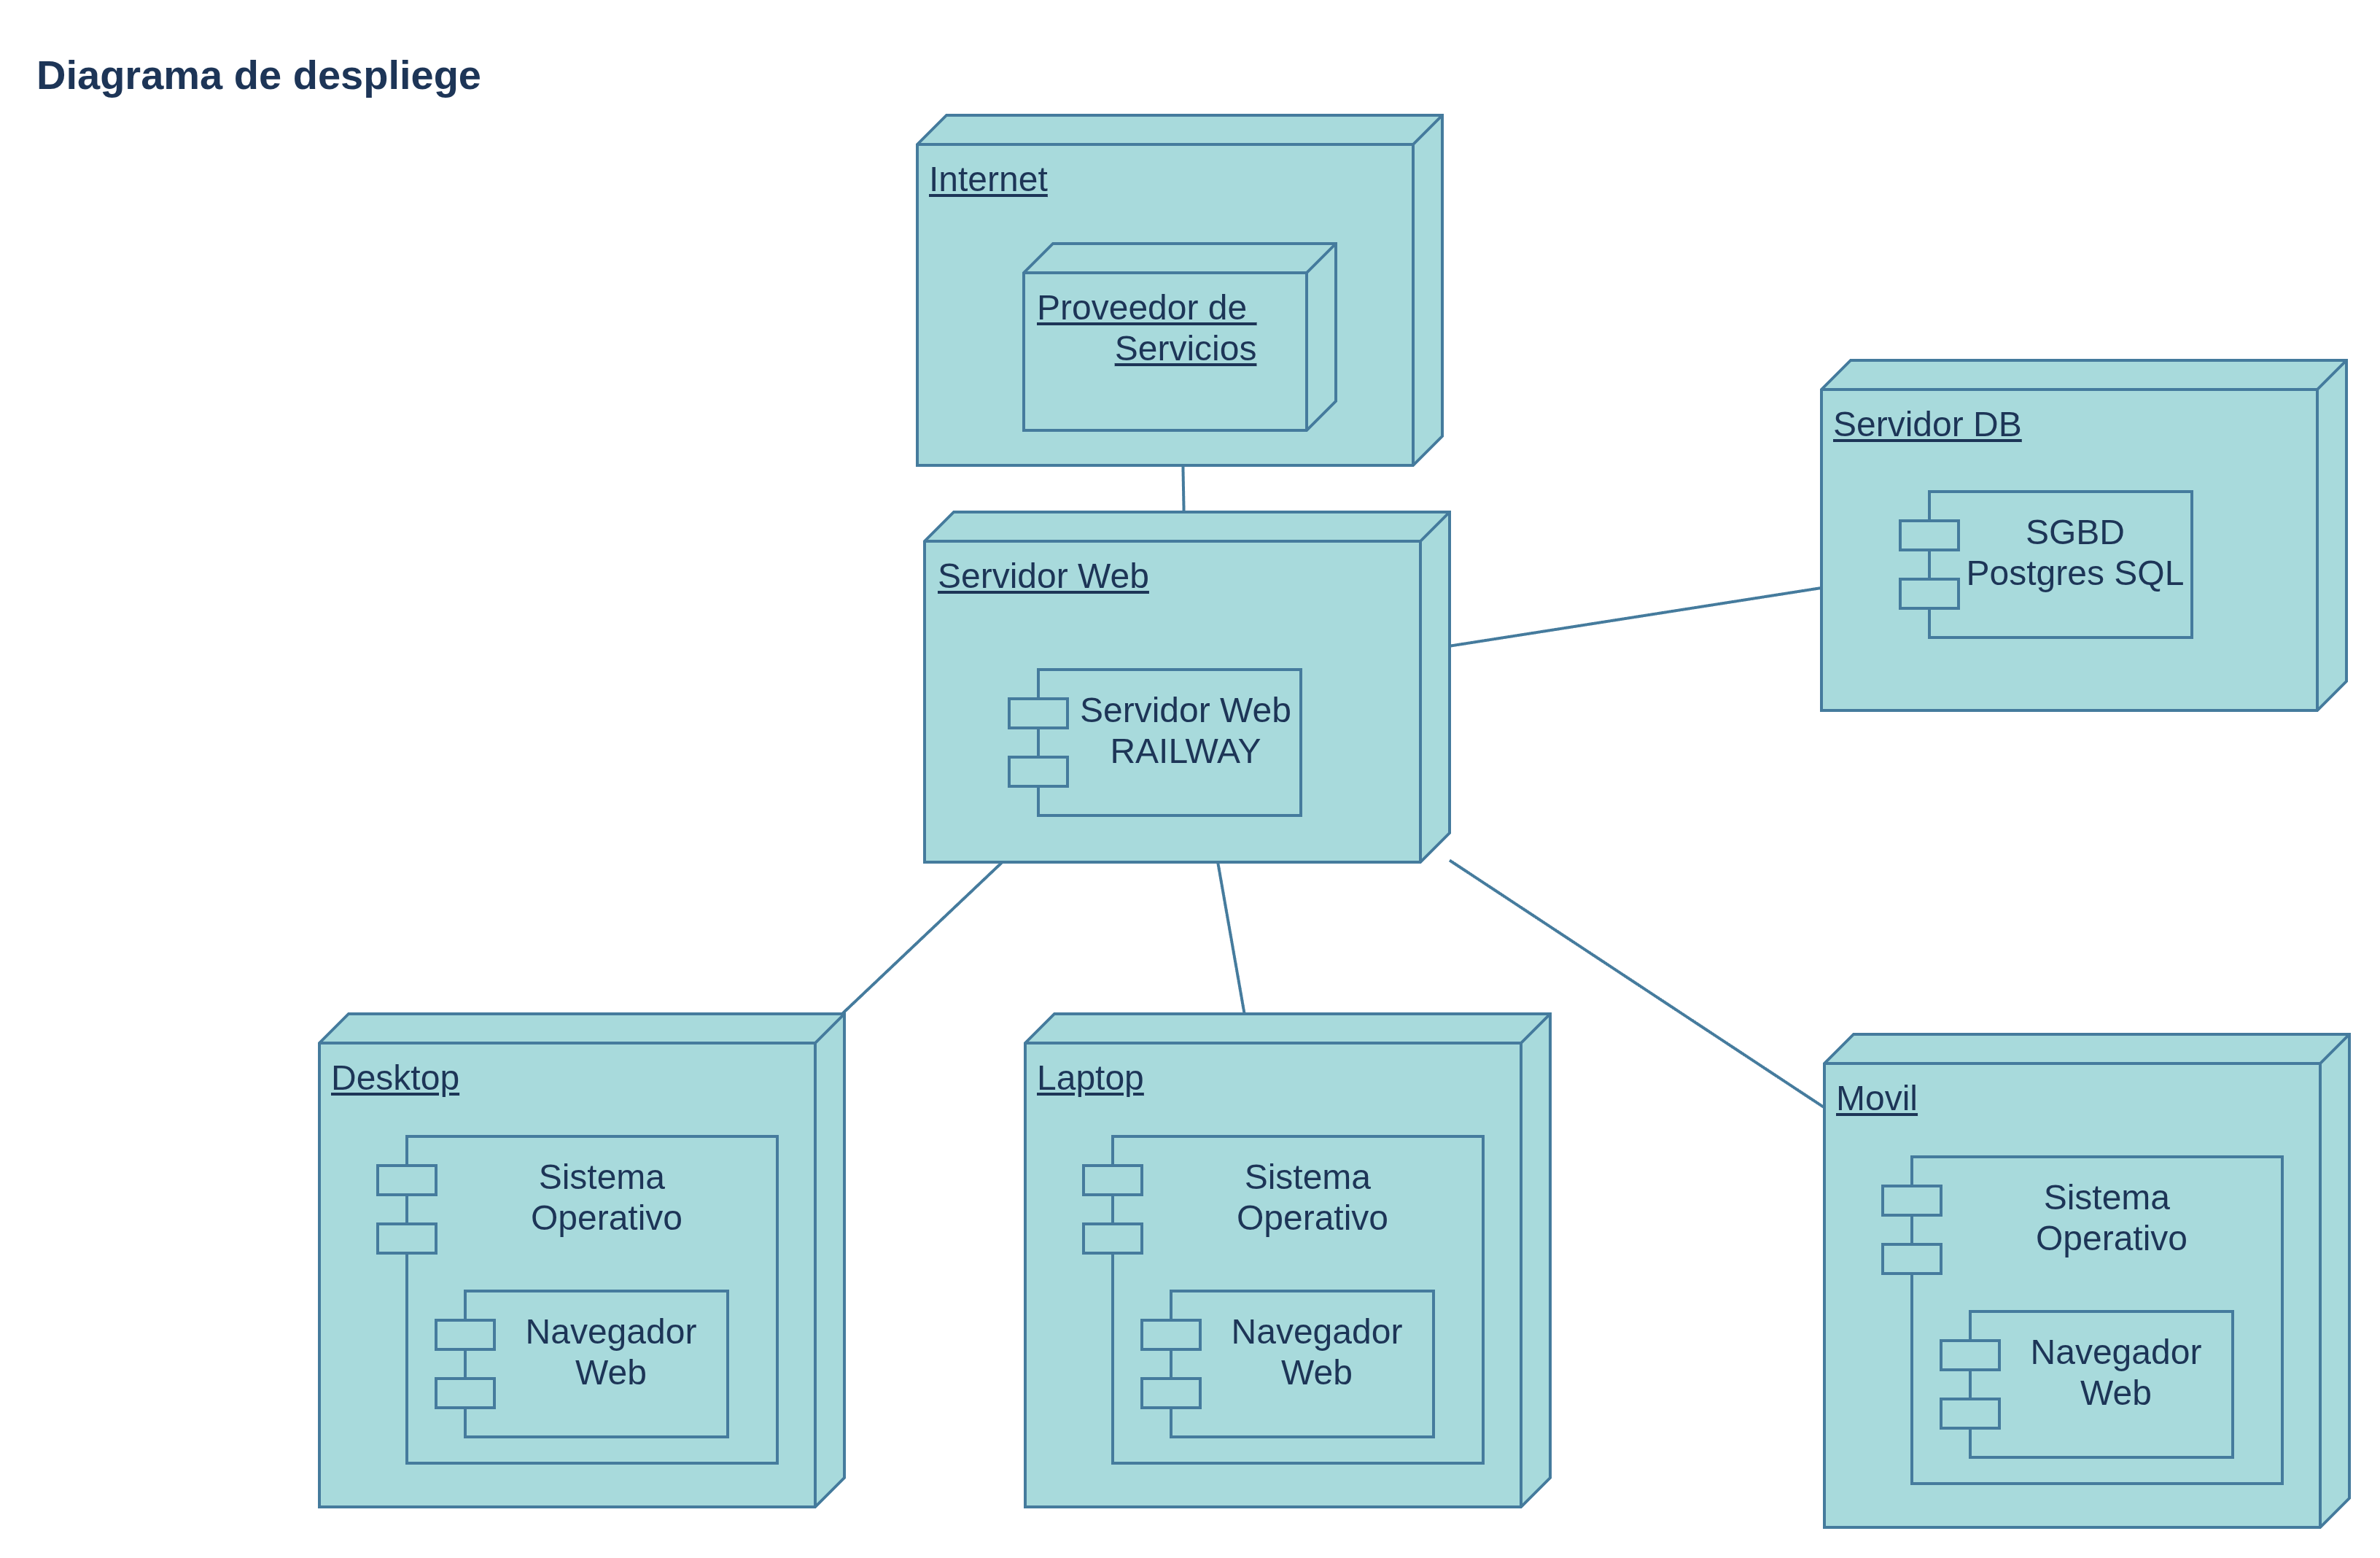 Diagrama de despliege
Internet
Proveedor de
Servicios
Servidor DB
SGBD
Postgres SQL
Servidor Web
Servidor Web
RAILWAY
Desktop
Sistema
Operativo
Navegador
Web
Laptop
Sistema
Operativo
Navegador
Web
Movil
Sistema
Operativo
Navegador
Web